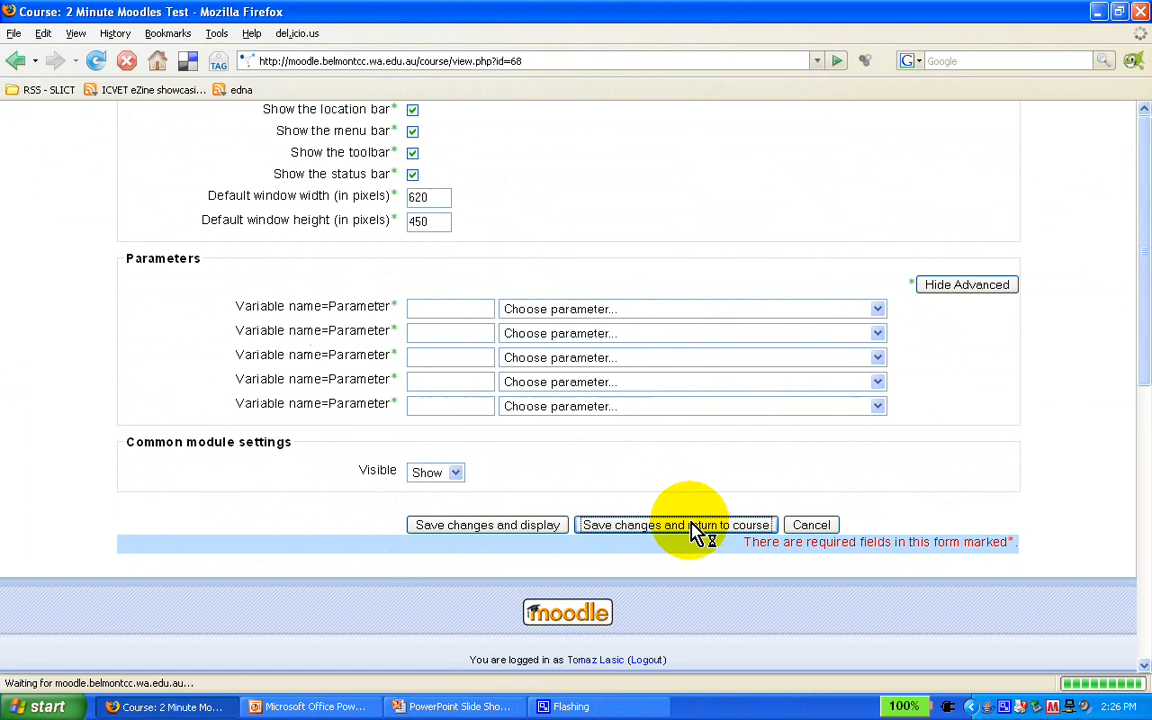 Course: 2 Minute Moodles Test - Mozilla Firefox
File Edit View History Bookmarks Tools Help del.icio.us
TAG http://moodle.belmontcc.wa.edu.au/course/view.php?id=68 G Google
RSS - SLICT ICVET eZine showcasi... edna
Show the location bar*
Show the menu bar*
Show the toolbar*
Show the status bar*
Default window width (in pixels)* 620
Default window height (in pixels)* 450
Parameters
* Hide Advanced
Variable name=Parameter* Choose parameter...
Variable name=Parameter* Choose parameter...
Variable name=Parameter* Choose parameter...
Variable name=Parameter* Choose parameter...
Variable name=Parameter* Choose parameter...
Common module settings
Visible Show
Save changes and display Save changes and return to course Cancel
There are required fields in this form marked*.
moodle
You are logged in as Tomaz Lasic (Logout)
Waiting for moodle.belmontcc.wa.edu.au...
start Course: 2 Minute Mo... Microsoft Office Pow... PowerPoint Slide Sho... Flashing 100% 2:26 PM